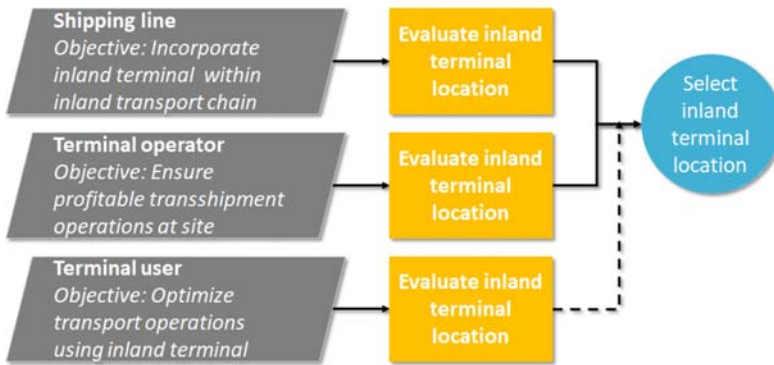 Shipping line
Objective: Incorporate
inland terminal within
inland transport chain
Evaluate inland
terminal
location
Terminal operator
Objective: Ensure
profitable transshipment
operations at site
Evaluate inland
terminal
location
Terminal user
Objective: Optimize
transport operations
using inland terminal
Evaluate inland
terminal
location
Select
inland
terminal
location